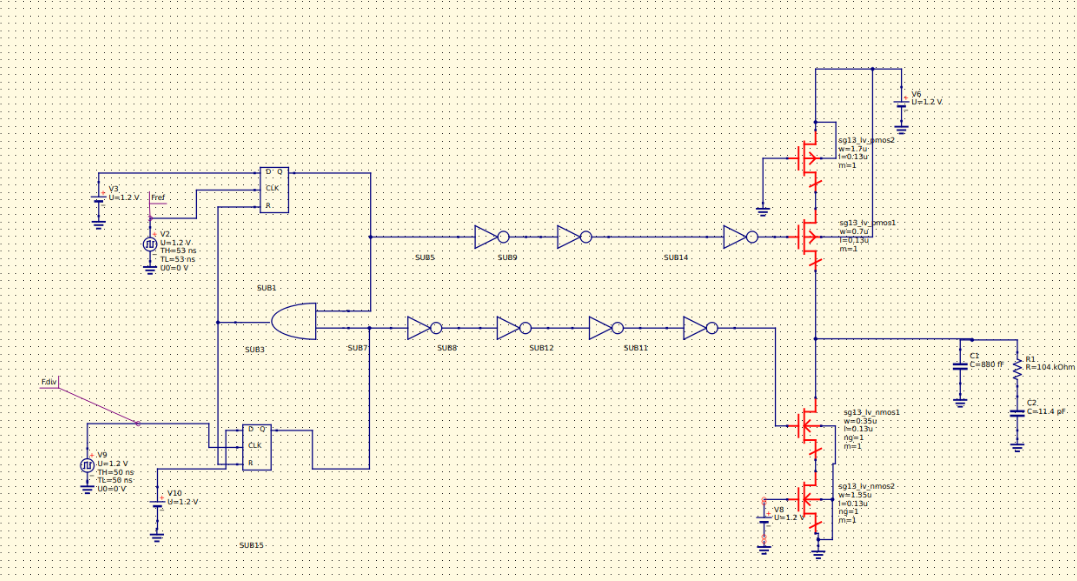 V6
U=1.2 V
sg13_lv_pmos2
w=1.7u
l=0.13u
m=1
D Q
CLK
R
V3
U=1.2 V
Fref
V2
U=1.2 V
TH=53 ns
TL=53 ns
U0=0 V
sg13_lv_pmos1
w=0.7u
l=0.13u
m=1
SUB5
SUB9
SUB14
SUB1
SUB3
SUB7
SUB8
SUB12
SUB11
C1
C=880 fF
R1
R=104 kOhm
C2
C=11.4 pF
Fdiv
D Q
CLK
R
V9
U=1.2 V
TH=50 ns
TL=50 ns
U0=0 V
V10
U=1.2 V
SUB15
sg13_lv_nmos1
w=0.35u
l=0.13u
ng=1
m=1
sg13_lv_nmos2
w=1.35u
l=0.13u
ng=1
m=1
V8
U=1.2 V